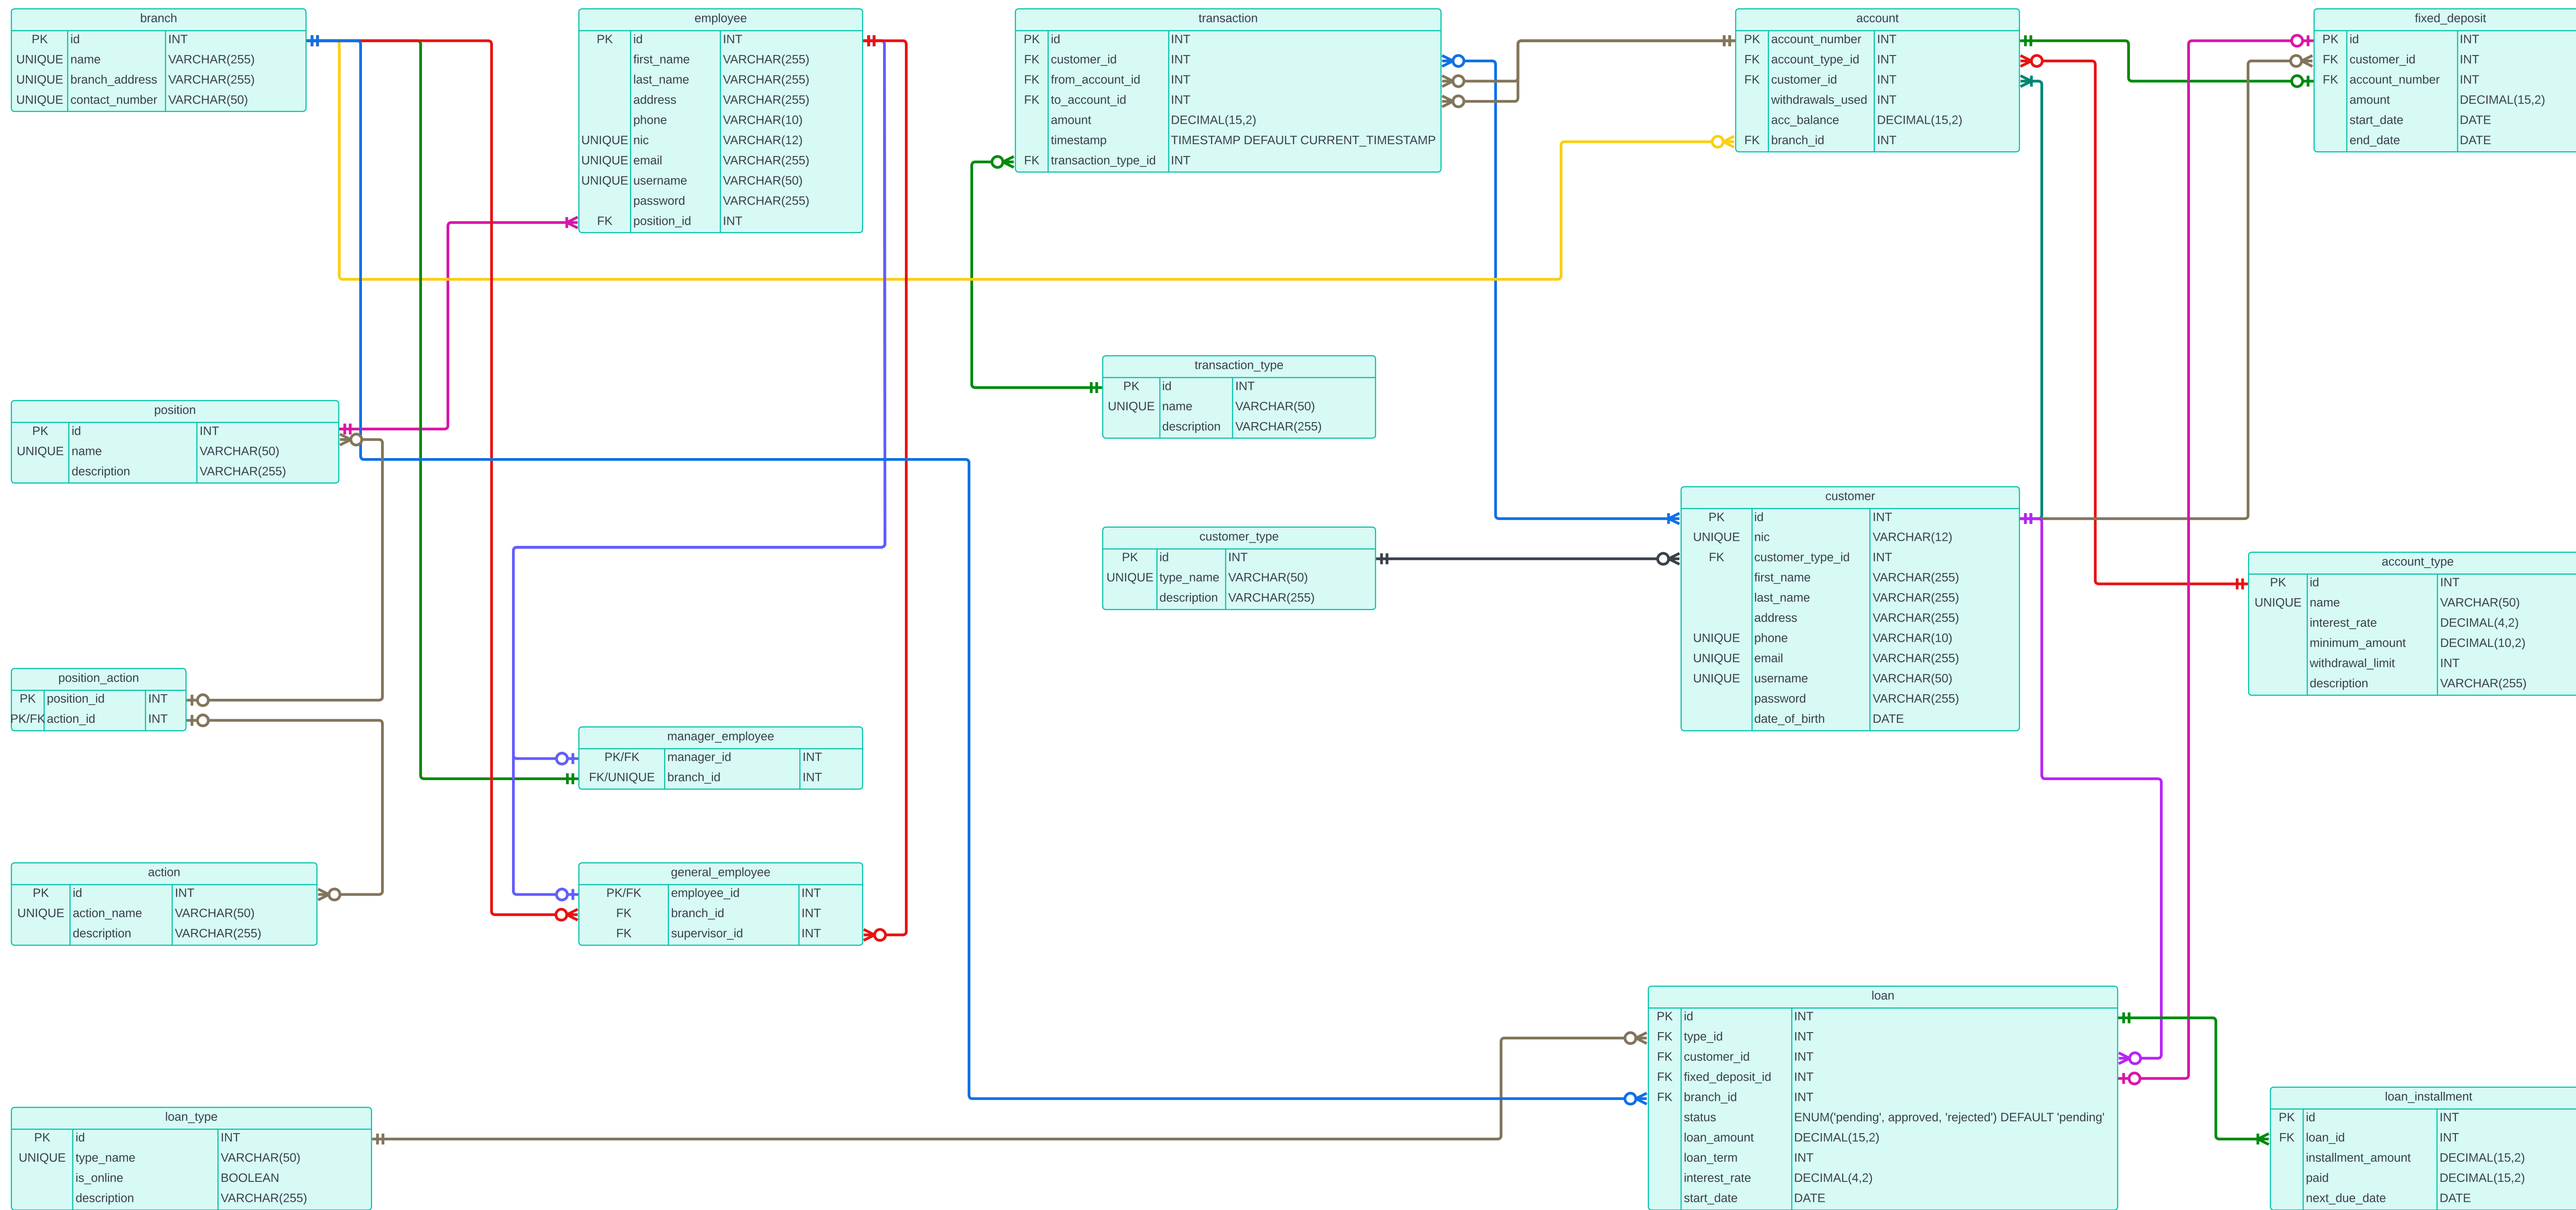 branch
PK id INT
UNIQUE name VARCHAR(255)
UNIQUE branch_address VARCHAR(255)
UNIQUE contact_number VARCHAR(50)
employee
PK id INT
first_name VARCHAR(255)
last_name VARCHAR(255)
address VARCHAR(255)
phone VARCHAR(10)
UNIQUE nic VARCHAR(12)
UNIQUE email VARCHAR(255)
UNIQUE username VARCHAR(50)
password VARCHAR(255)
FK position_id INT
transaction
PK id INT
FK customer_id INT
FK from_account_id INT
FK to_account_id INT
amount DECIMAL(15,2)
timestamp TIMESTAMP DEFAULT CURRENT_TIMESTAMP
FK transaction_type_id INT
account
PK account_number INT
FK account_type_id INT
FK customer_id INT
withdrawals_used INT
acc_balance DECIMAL(15,2)
FK branch_id INT
fixed_deposit
PK id INT
FK customer_id INT
FK account_number INT
amount DECIMAL(15,2)
start_date DATE
end_date DATE
transaction_type
PK id INT
UNIQUE name VARCHAR(50)
description VARCHAR(255)
position
PK id INT
UNIQUE name VARCHAR(50)
description VARCHAR(255)
customer_type
PK id INT
UNIQUE type_name VARCHAR(50)
description VARCHAR(255)
customer
PK id INT
UNIQUE nic VARCHAR(12)
FK customer_type_id INT
first_name VARCHAR(255)
last_name VARCHAR(255)
address VARCHAR(255)
UNIQUE phone VARCHAR(10)
UNIQUE email VARCHAR(255)
UNIQUE username VARCHAR(50)
password VARCHAR(255)
date_of_birth DATE
account_type
PK id INT
UNIQUE name VARCHAR(50)
interest_rate DECIMAL(4,2)
minimum_amount DECIMAL(10,2)
withdrawal_limit INT
description VARCHAR(255)
position_action
PK position_id INT
PK/FK action_id INT
manager_employee
PK/FK manager_id INT
FK/UNIQUE branch_id INT
action
PK id INT
UNIQUE action_name VARCHAR(50)
description VARCHAR(255)
general_employee
PK/FK employee_id INT
FK branch_id INT
FK supervisor_id INT
loan
PK id INT
FK type_id INT
FK customer_id INT
FK fixed_deposit_id INT
FK branch_id INT
status ENUM('pending', approved, 'rejected') DEFAULT 'pending'
loan_amount DECIMAL(15,2)
loan_term INT
interest_rate DECIMAL(4,2)
start_date DATE
loan_type
PK id INT
UNIQUE type_name VARCHAR(50)
is_online BOOLEAN
description VARCHAR(255)
loan_installment
PK id INT
FK loan_id INT
installment_amount DECIMAL(15,2)
paid DECIMAL(15,2)
next_due_date DATE